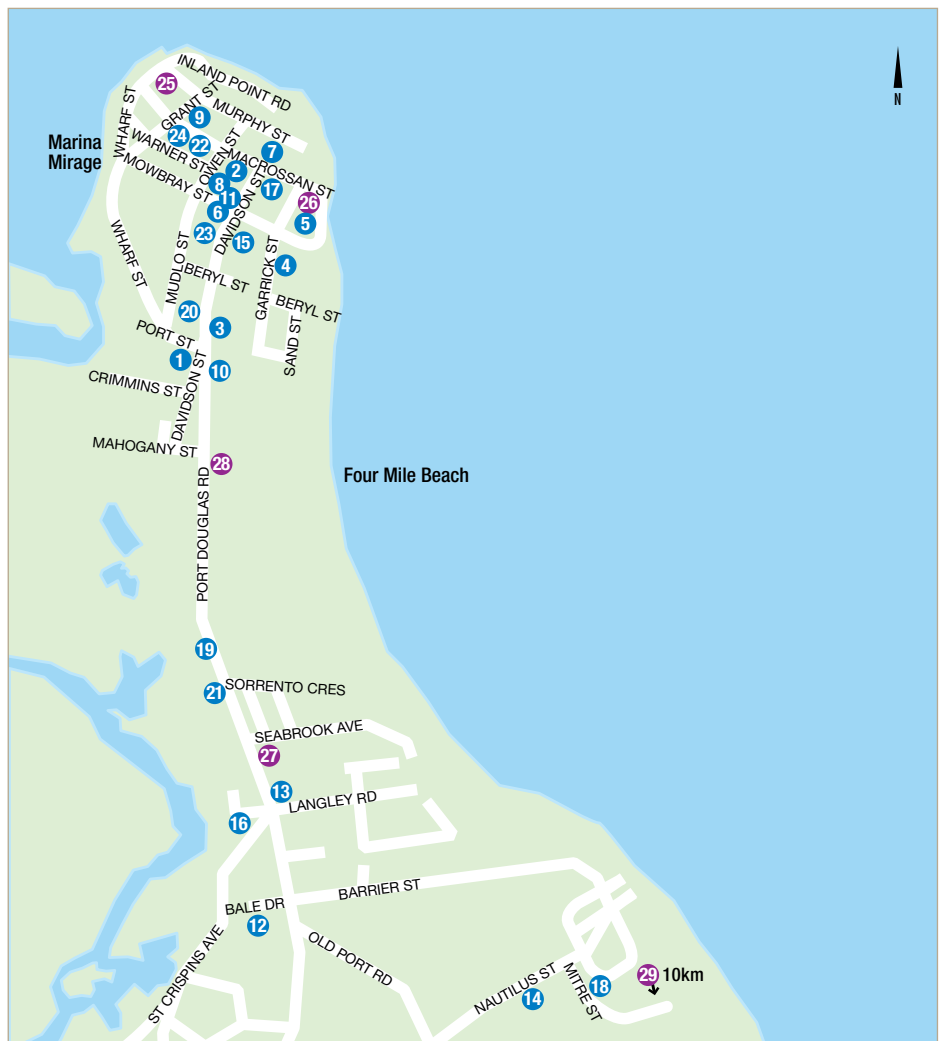 INLAND POINT RD
25
GRANT ST
WHARF ST
9
MURPHY ST
Marina
Mirage
24
22
WARNER ST
OWEN ST
7
MACROSSAN ST
MOWBRAY ST
2
8
17
11
DAVIDSON ST
26
6
5
23
15
WHARF ST
MUDLO ST
GARRICK ST
4
BERYL ST
BERYL ST
20
3
SAND ST
PORT ST
1
10
CRIMMINS ST
DAVIDSON ST
MAHOGANY ST
28
Four Mile Beach
PORT DOUGLAS RD
19
21
SORRENTO CRES
SEABROOK AVE
27
13
LANGLEY RD
16
BARRIER ST
BALE DR
12
ST CRISPINS AVE
OLD PORT RD
NAUTILUS ST
14
MITRE ST
18
29 10km
N